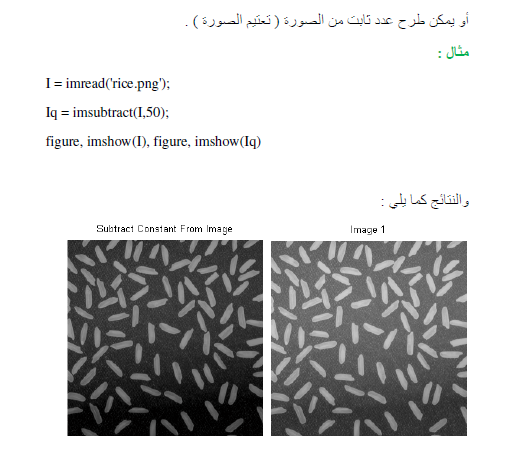 أو يمكن طرح عدد ثابت من الصورة ( تعتيم الصورة ) .
مثال :
I = imread('rice.png');
Iq = imsubtract(I,50);
figure, imshow(I), figure, imshow(Iq)
والنتائج كما يلي :
Subtract Constant From Image
Image 1